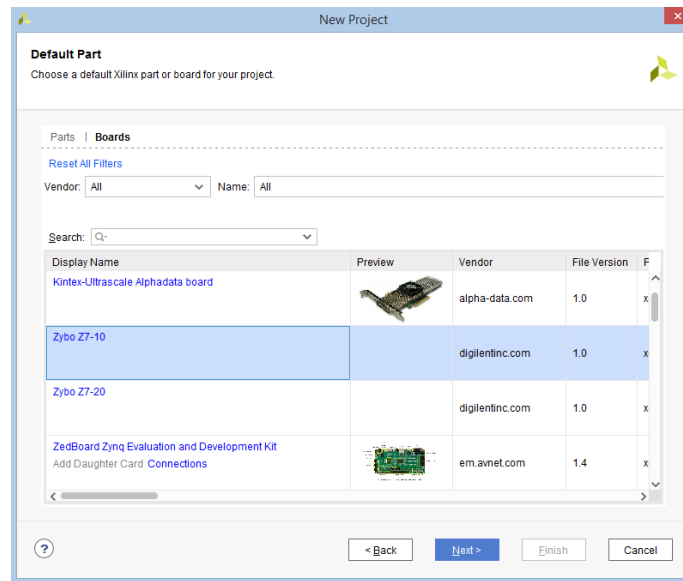 New Project
Default Part
Choose a default Xilinx part or board for your project.
Parts | Boards
Reset All Filters
Vendor: All Name: All
Search: Q-
Display Name Preview Vendor File Version
Kintex-Ultrascale Alphadata board alpha-data.com 1.0
Zybo Z7-10 digilentinc.com 1.0
Zybo Z7-20 digilentinc.com 1.0
ZedBoard Zynq Evaluation and Development Kit
Add Daughter Card Connections em.avnet.com 1.4
? < Back Next > Finish Cancel